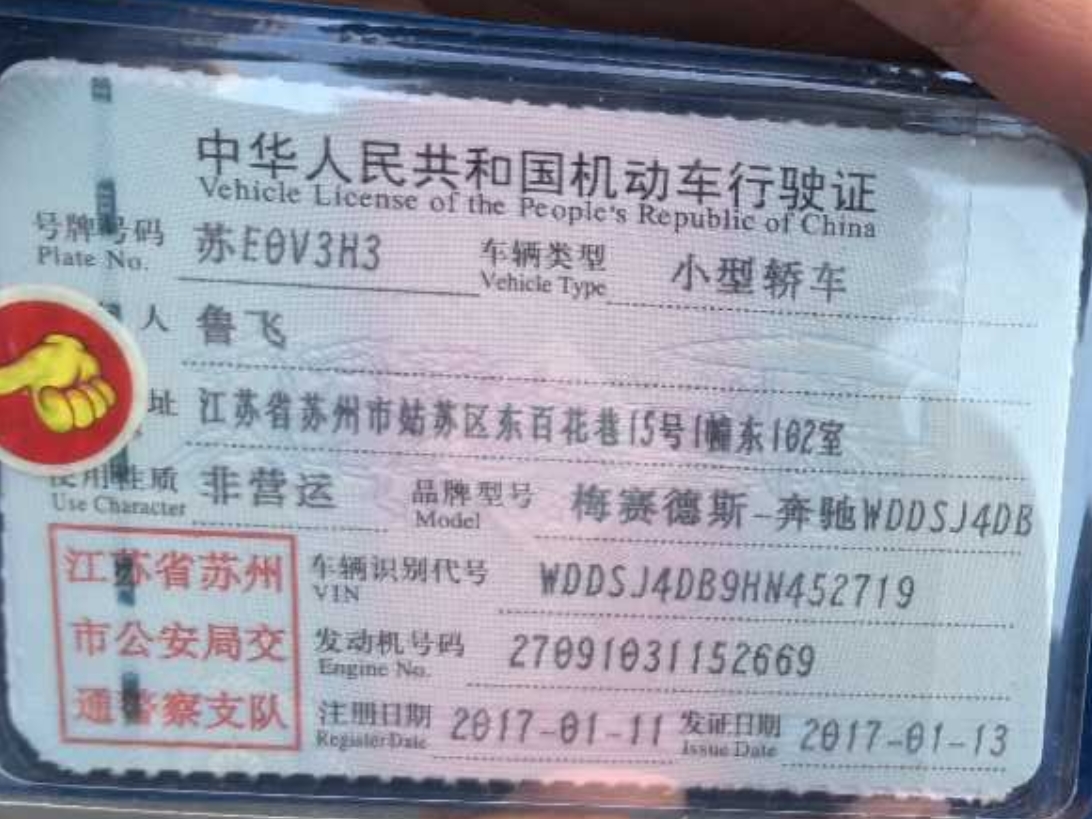 中华人民共和国机动车行驶证
Vehicle License of the People's Republic of China
号牌号码 苏E0V3H3 车辆类型 小型轿车
Plate No. Vehicle Type
人 鲁飞
址 江苏省苏州市姑苏区东百花巷15号1幢东102室
使用性质 非营运 品牌型号 梅赛德斯-奔驰WDDSJ4DB
Use Character Model
江苏省苏州
市公安局交
通警察支队
车辆识别代号 WDDSJ4DB9HN452719
VIN
发动机号码 27091031152669
Engine No.
注册日期 2017-01-11 发证日期 2017-01-13
Register Date Issue Date